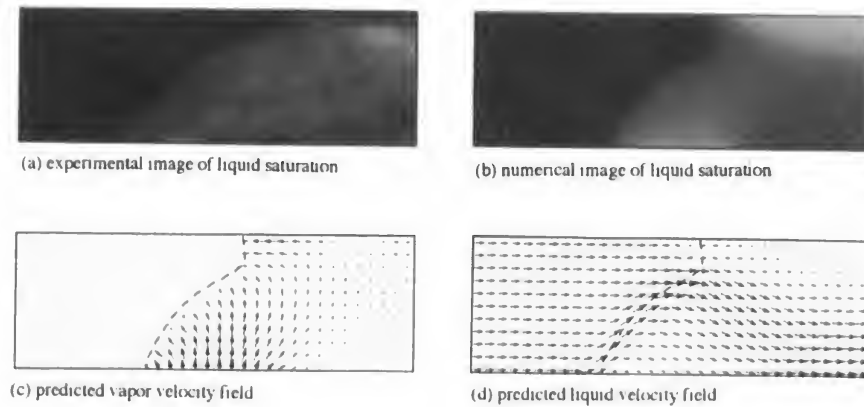 (a) experimental image of liquid saturation
(b) numerical image of liquid saturation
(c) predicted vapor velocity field
(d) predicted liquid velocity field